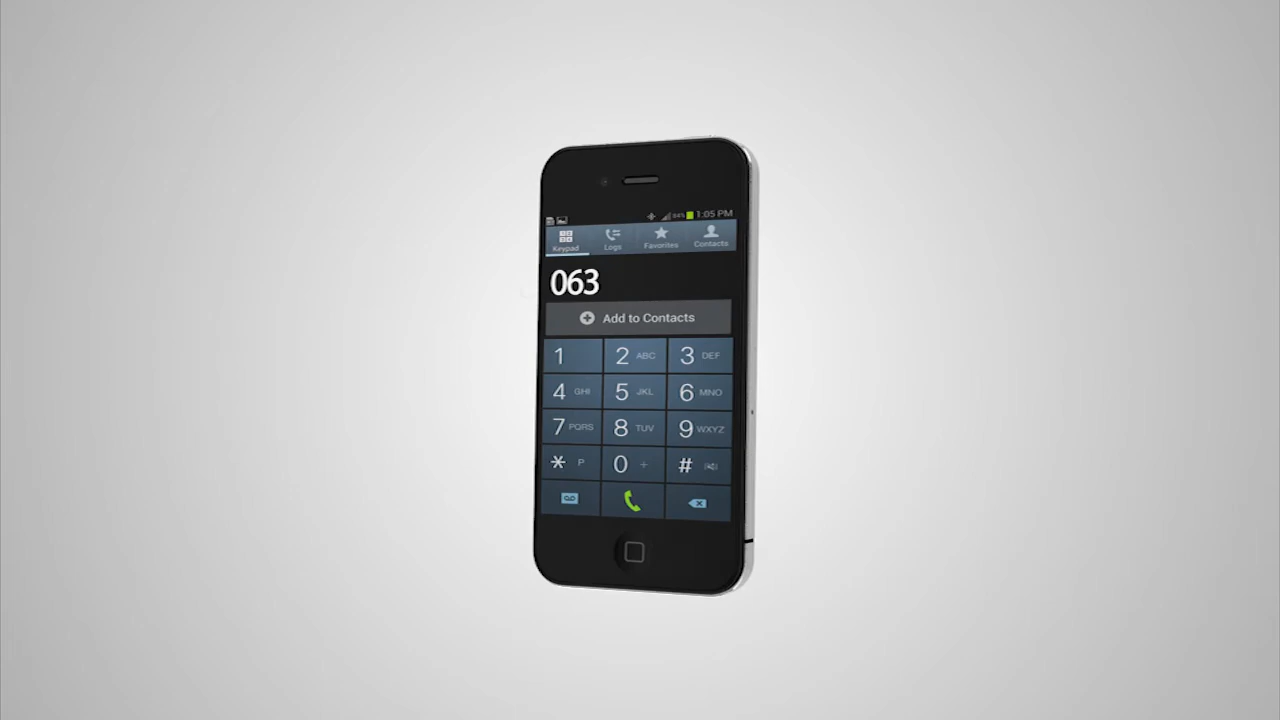 84% 1:05 PM
Keypad Logs Favorites Contacts
063
Add to Contacts
1 2 ABC 3 DEF
4 GHI 5 JKL 6 MNO
7 PQRS 8 TUV 9 WXYZ
* P 0 + #